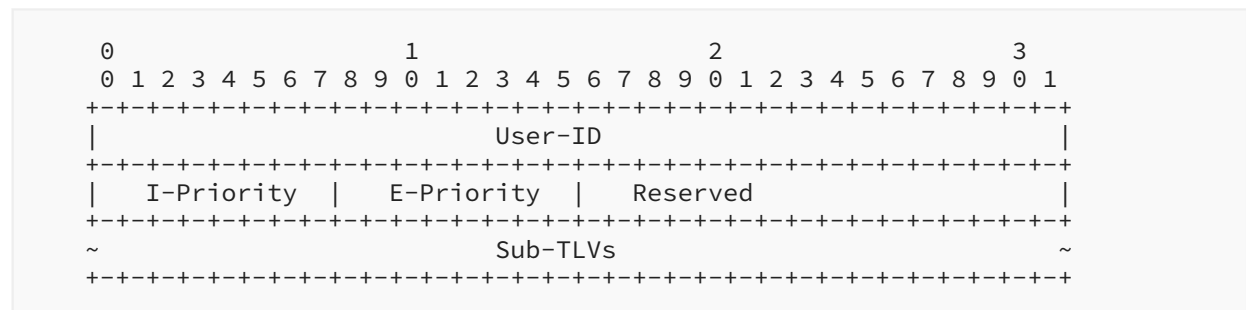 0                   1                   2                   3
 0 1 2 3 4 5 6 7 8 9 0 1 2 3 4 5 6 7 8 9 0 1 2 3 4 5 6 7 8 9 0 1
+-+-+-+-+-+-+-+-+-+-+-+-+-+-+-+-+-+-+-+-+-+-+-+-+-+-+-+-+-+-+-+-+
|                          User-ID                              |
+-+-+-+-+-+-+-+-+-+-+-+-+-+-+-+-+-+-+-+-+-+-+-+-+-+-+-+-+-+-+-+-+
|   I-Priority  |   E-Priority  |   Reserved                    |
+-+-+-+-+-+-+-+-+-+-+-+-+-+-+-+-+-+-+-+-+-+-+-+-+-+-+-+-+-+-+-+-+
~                          Sub-TLVs                             ~
+-+-+-+-+-+-+-+-+-+-+-+-+-+-+-+-+-+-+-+-+-+-+-+-+-+-+-+-+-+-+-+-+